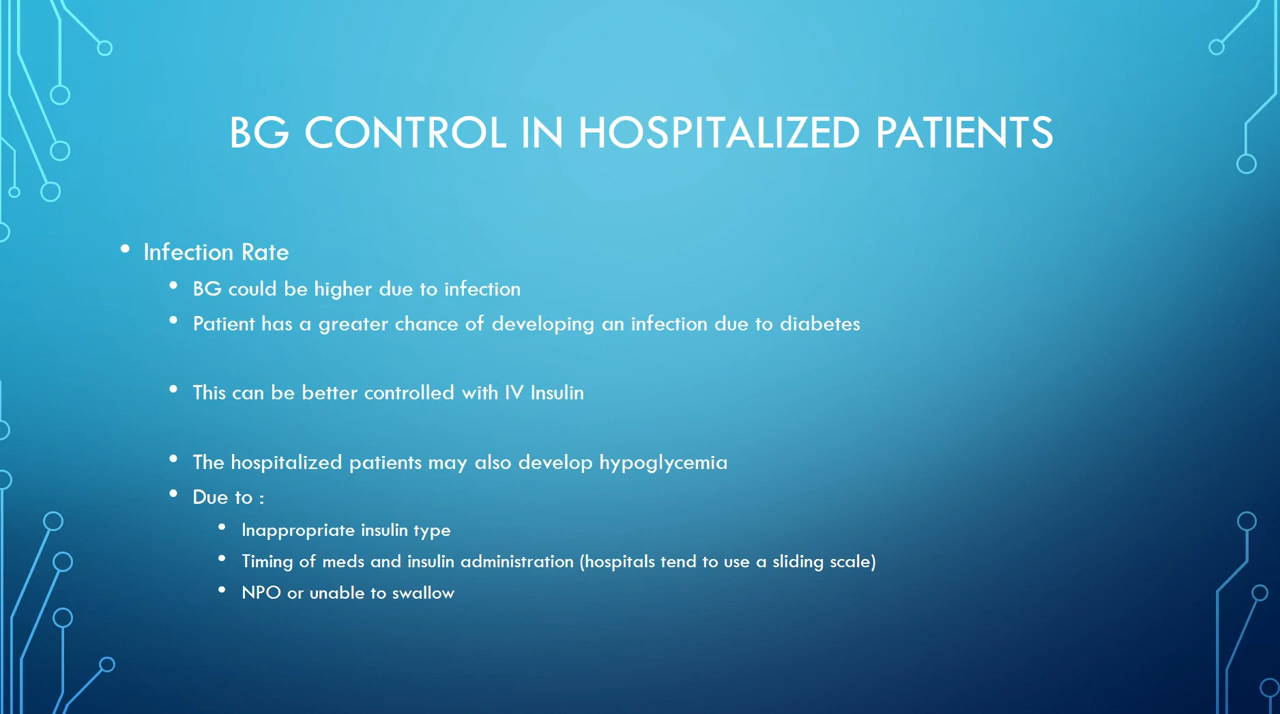 BG CONTROL IN HOSPITALIZED PATIENTS
• Infection Rate
• BG could be higher due to infection
• Patient has a greater chance of developing an infection due to diabetes
• This can be better controlled with IV Insulin
• The hospitalized patients may also develop hypoglycemia
• Due to :
• Inappropriate insulin type
• Timing of meds and insulin administration (hospitals tend to use a sliding scale)
• NPO or unable to swallow